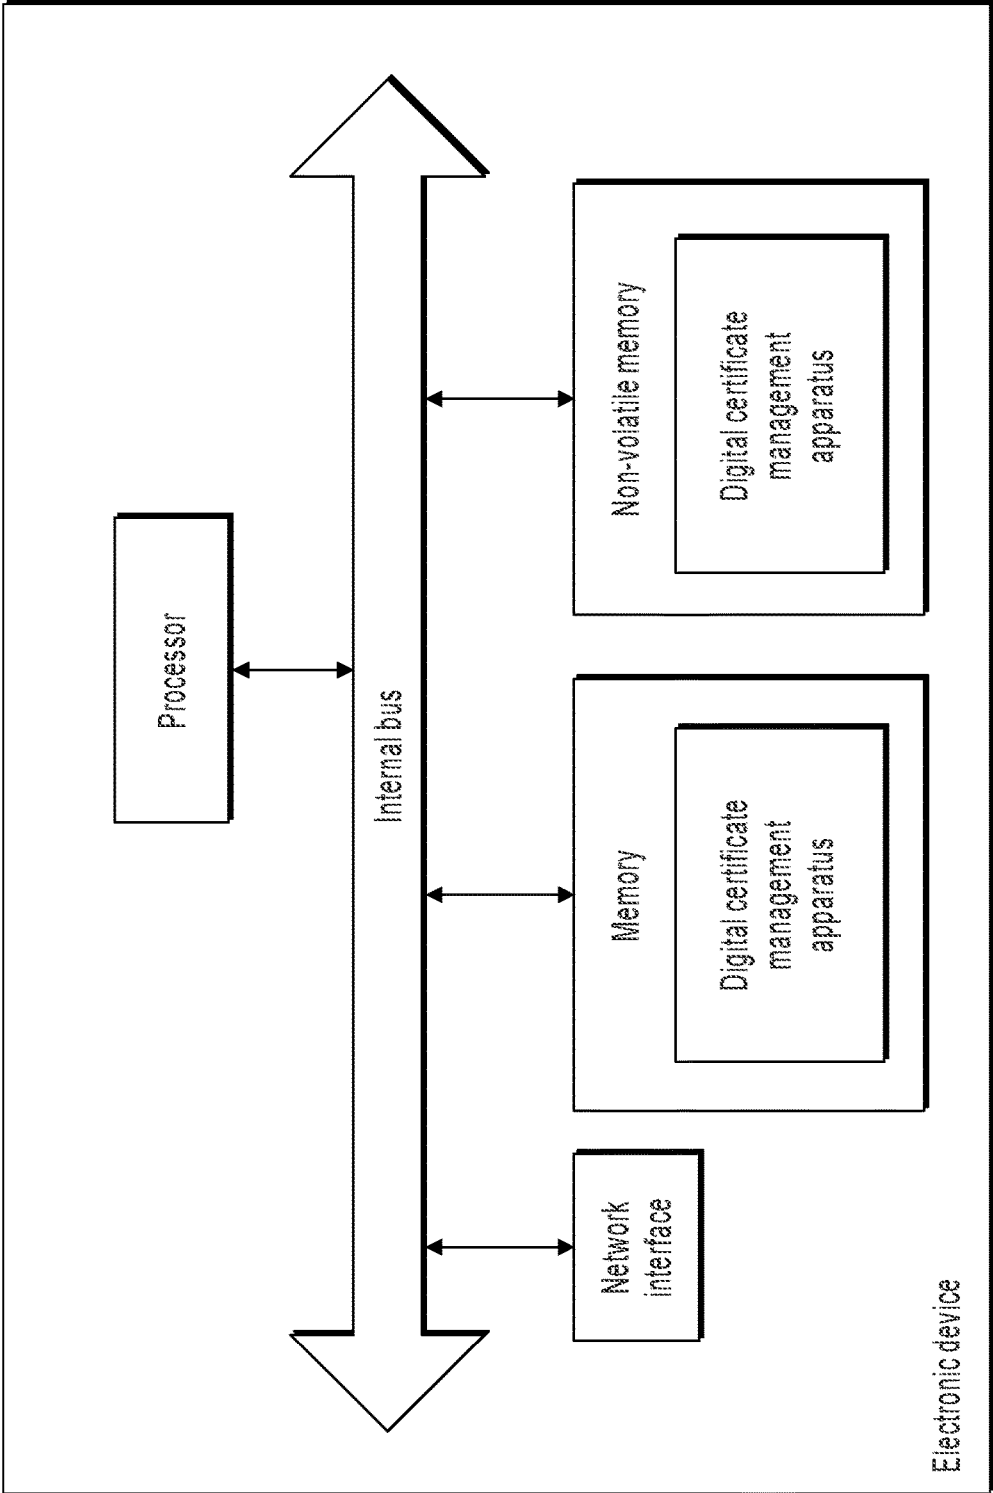 Processor
Internal bus
Network
interface
Memory
Digital certificate
management
apparatus
Non-volatile memory
Digital certificate
management
apparatus
Electronic device